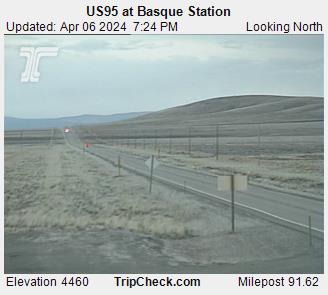 US95 at Basque Station
Updated: Apr 06 2024 7:24 PM Looking North
Elevation 4460 TripCheck.com Milepost 91.62